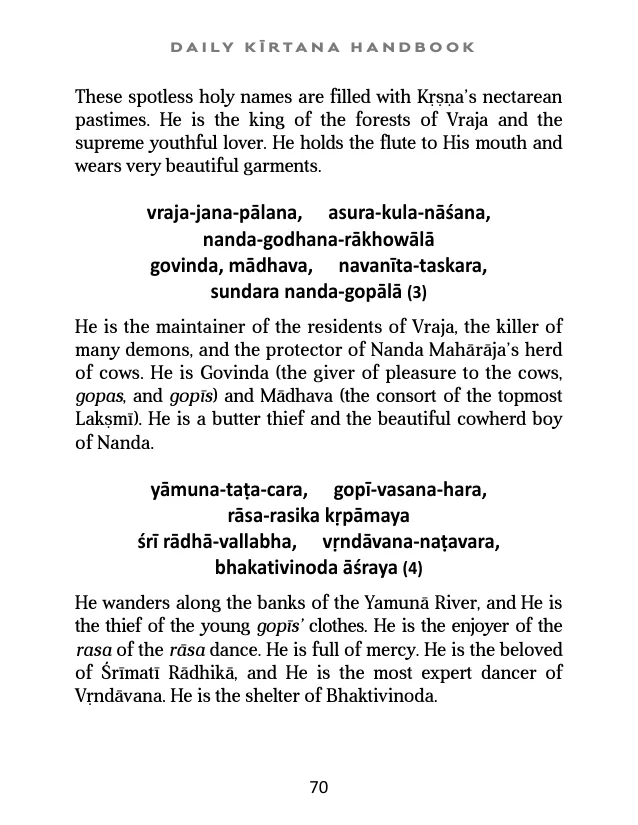 DAILY KĪRTANA HANDBOOK
These spotless holy names are filled with Kṛṣṇa’s nectarean
pastimes. He is the king of the forests of Vraja and the
supreme youthful lover. He holds the flute to His mouth and
wears very beautiful garments.
vraja-jana-pālana, asura-kula-nāśana,
nanda-godhana-rākhowālā
govinda, mādhava, navanīta-taskara,
sundara nanda-gopālā (3)
He is the maintainer of the residents of Vraja, the killer of
many demons, and the protector of Nanda Mahārāja’s herd
of cows. He is Govinda (the giver of pleasure to the cows,
gopas, and gopīs) and Mādhava (the consort of the topmost
Lakṣmī). He is a butter thief and the beautiful cowherd boy
of Nanda.
yāmuna-taṭa-cara, gopī-vasana-hara,
rāsa-rasika kṛpāmaya
śrī rādhā-vallabha, vṛndāvana-naṭavara,
bhakativinoda āśraya (4)
He wanders along the banks of the Yamunā River, and He is
the thief of the young gopīs’ clothes. He is the enjoyer of the
rasa of the rāsa dance. He is full of mercy. He is the beloved
of Śrīmatī Rādhikā, and He is the most expert dancer of
Vṛndāvana. He is the shelter of Bhaktivinoda.
70